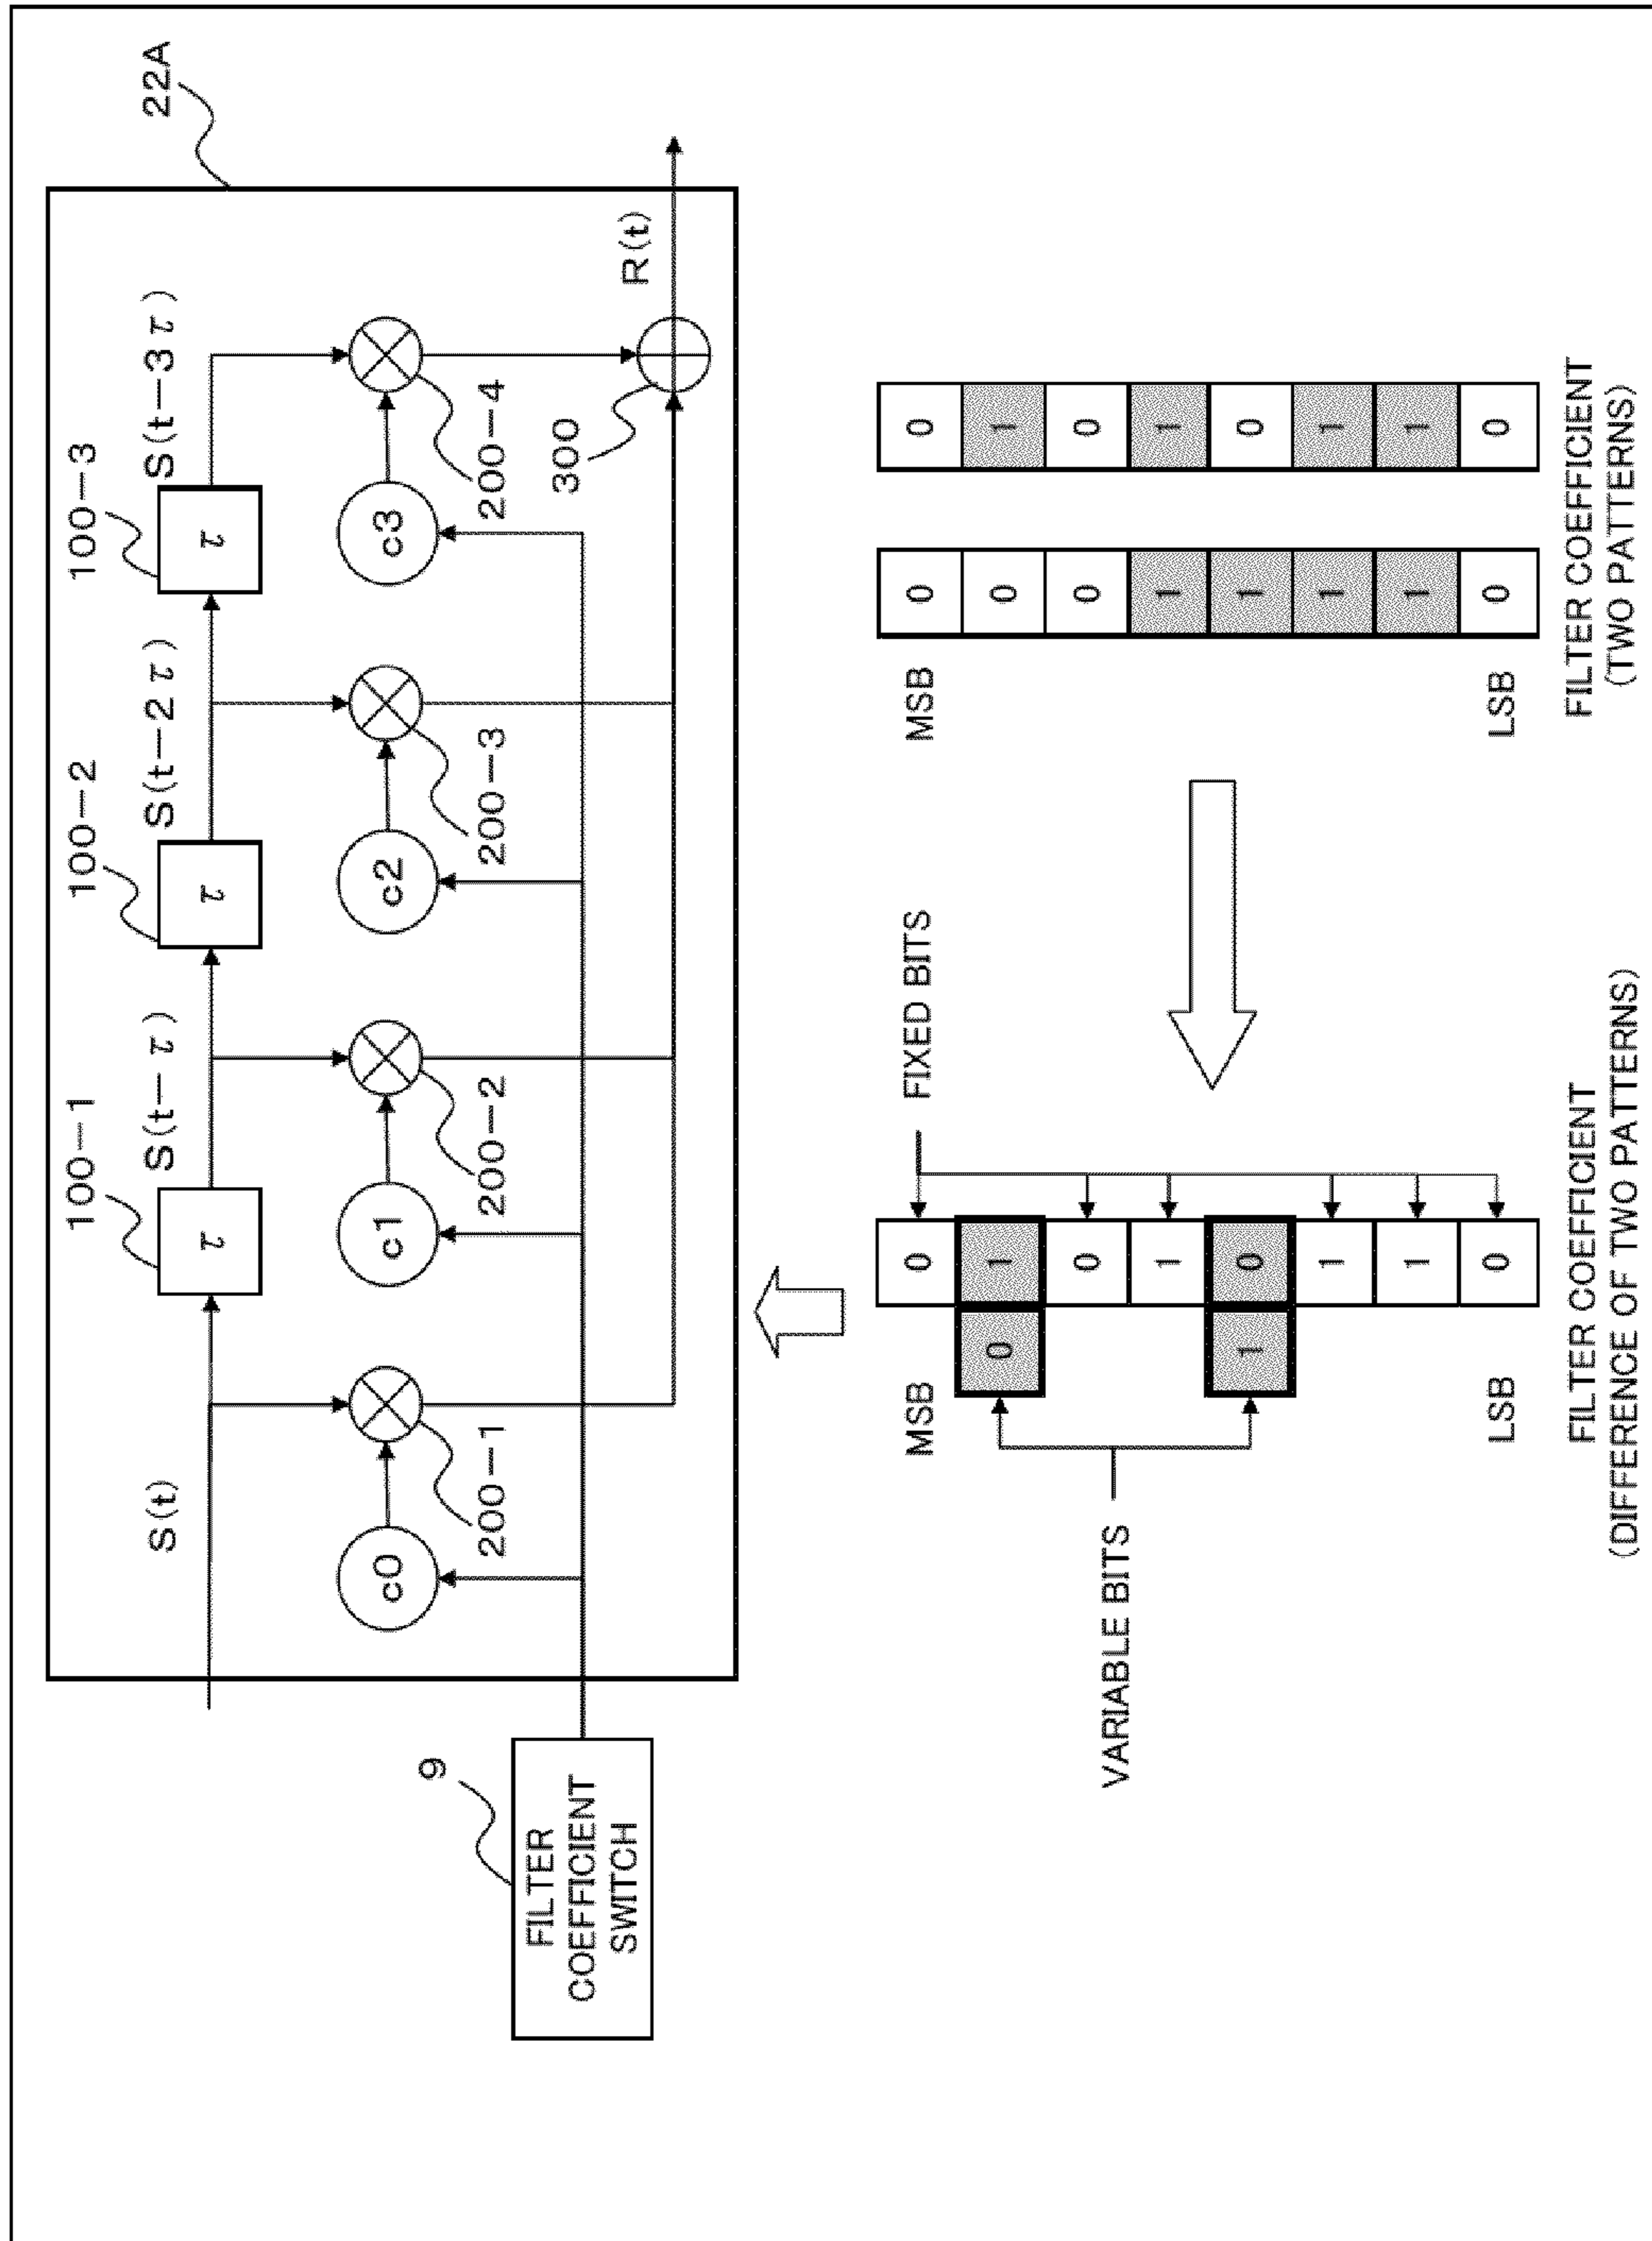 22A
100-1
100-2
100-3
S(t)
S(t-τ)
S(t-2τ)
S(t-3τ)
τ
τ
τ
c0
c1
c2
c3
200-1
200-2
200-3
200-4
300
R(t)
9
FILTER
COEFFICIENT
SWITCH
VARIABLE BITS
FIXED BITS
MSB
0
1
0
1
0
1
1
0
0
1
LSB
FILTER COEFFICIENT
(DIFFERENCE OF TWO PATTERNS)
MSB
0
0
0
1
1
1
1
0
LSB
0
1
0
1
0
1
1
0
FILTER COEFFICIENT
(TWO PATTERNS)